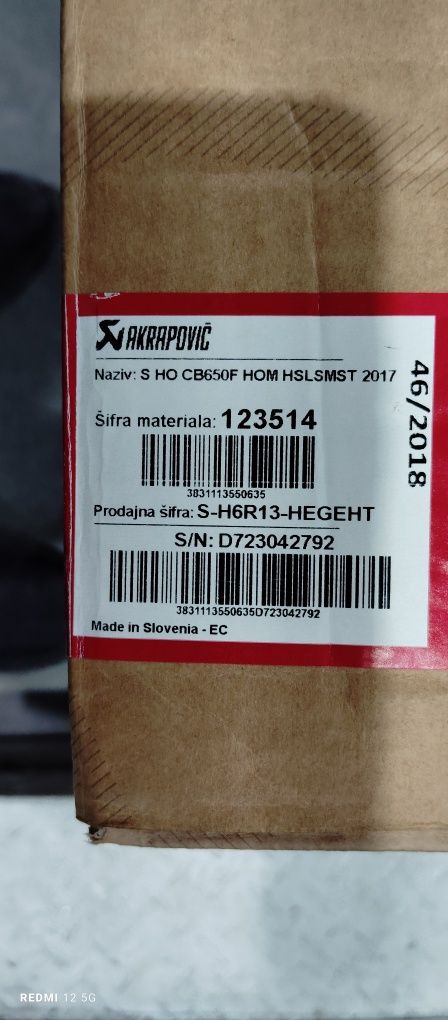 AKRAPOVIČ
Naziv: S HO CB650F HOM HSLSMST 2017
46/2018
Šifra materiala: 123514
3831113550635
Prodajna šifra: S-H6R13-HEGEHT
S/N: D723042792
3831113550635D723042792
Made in Slovenia - EC
REDMI 12 5G